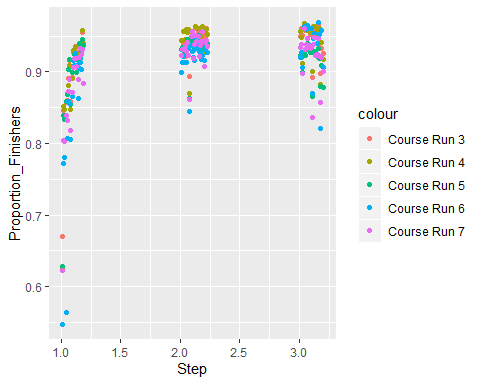 Proportion_Finishers
0.9
0.8
0.7
0.6
1.0 1.5 2.0 2.5 3.0
Step
colour
Course Run 3
Course Run 4
Course Run 5
Course Run 6
Course Run 7